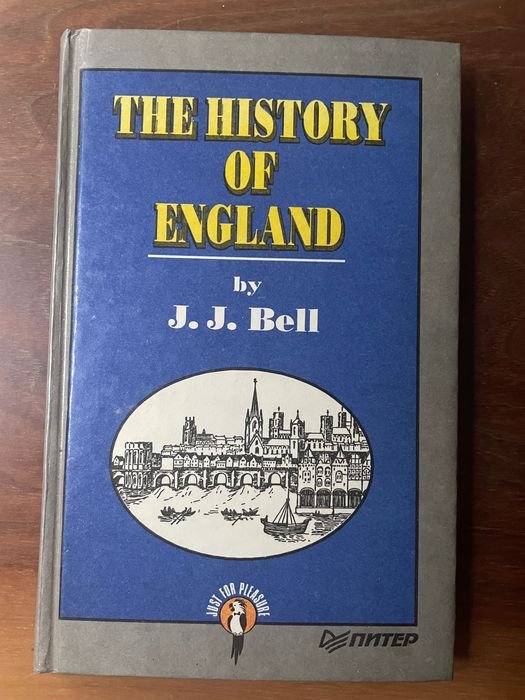 THE HISTORY
OF
ENGLAND
by
J. J. Bell
JUST FOR PLEASURE
ПИТЕР